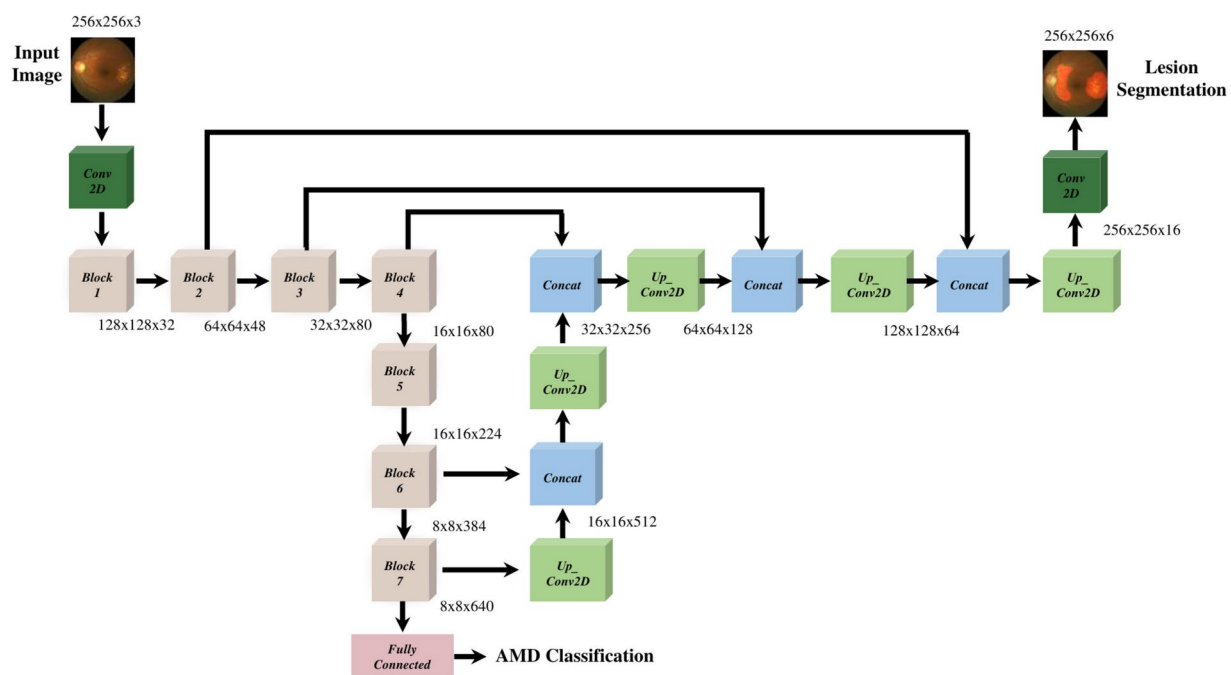 256x256x3
Input
Image
256x256x6
Lesion
Segmentation
Conv
2D
Conv
2D
256x256x16
Block
1
Block
2
Block
3
Block
4
Concat
Up_
Conv2D
Concat
Up_
Conv2D
Concat
Up_
Conv2D
128x128x32
64x64x48
32x32x80
16x16x80
32x32x256
64x64x128
128x128x64
Block
5
Up_
Conv2D
16x16x224
Block
6
Concat
8x8x384
16x16x512
Block
7
Up_
Conv2D
8x8x640
Fully
Connected
AMD Classification